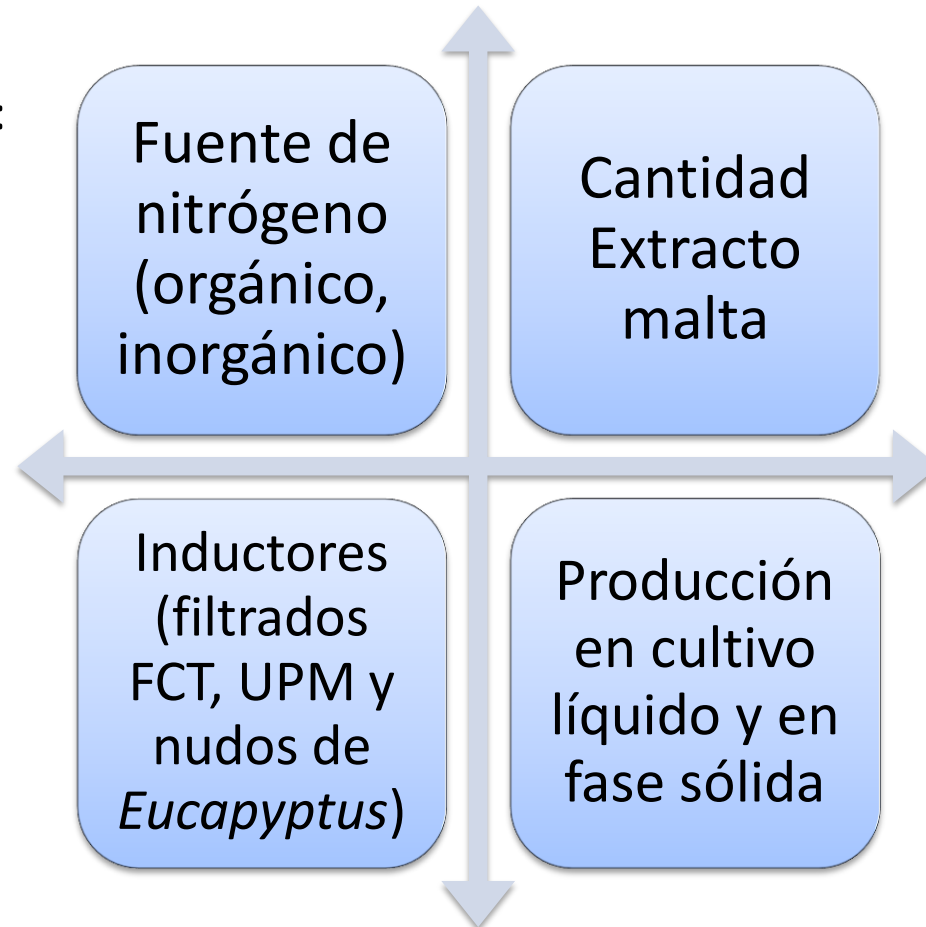 :
Fuente de
nitrógeno
(orgánico,
inorgánico)
Cantidad
Extracto
malta
Inductores
(filtrados
FCT, UPM y
nudos de
Eucapyptus)
Producción
en cultivo
líquido y en
fase sólida